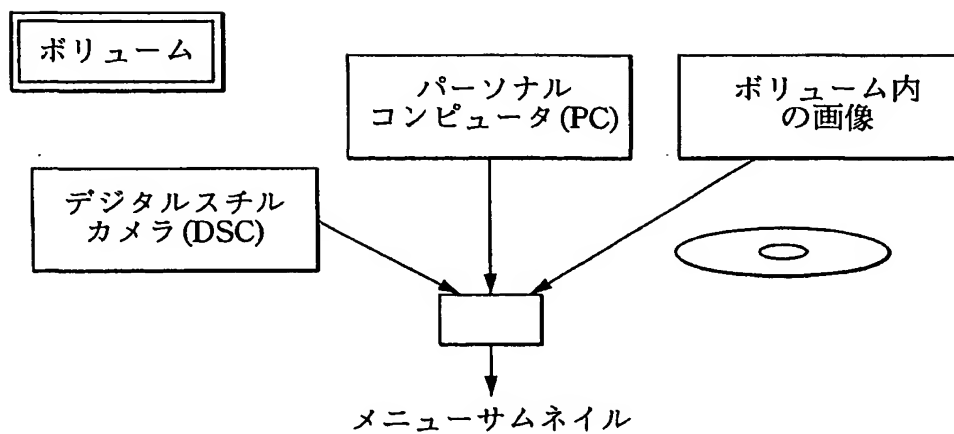 ボリューム
パーソナル
コンピュータ(PC)
ボリューム内
の画像
デジタルスチル
カメラ(DSC)
メニューサムネイル